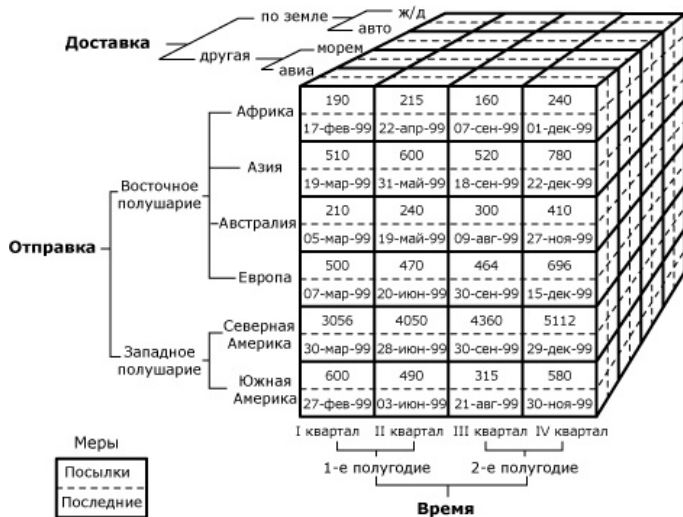 Доставка
по земле
ж/д
авто
другая
морем
авиа
Отправка
Восточное
полушарие
Африка
190 215 160 240
17-фев-99 22-апр-99 07-сен-99 01-дек-99
Азия
510 600 520 780
19-мар-99 31-май-99 18-сен-99 22-дек-99
Австралия
210 240 300 410
05-мар-99 19-май-99 09-авг-99 27-ноя-99
Европа
500 470 464 696
07-мар-99 20-июн-99 30-сен-99 15-дек-99
Западное
полушарие
Северная
Америка
3056 4050 4360 5112
30-мар-99 28-июн-99 30-сен-99 29-дек-99
Южная
Америка
600 490 315 580
27-фев-99 03-июн-99 21-авг-99 30-ноя-99
I квартал II квартал III квартал IV квартал
1-е полугодие 2-е полугодие
Время
Меры
Посылки
Последние